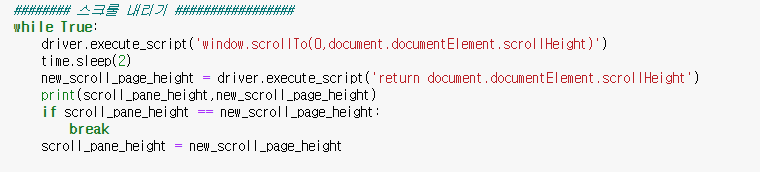 ######## 스크롤 내리기 #################
while True:
    driver.execute_script('window.scrollTo(0,document.documentElement.scrollHeight)')
    time.sleep(2)
    new_scroll_page_height = driver.execute_script('return document.documentElement.scrollHeight')
    print(scroll_pane_height,new_scroll_page_height)
    if scroll_pane_height == new_scroll_page_height:
        break
    scroll_pane_height = new_scroll_page_height